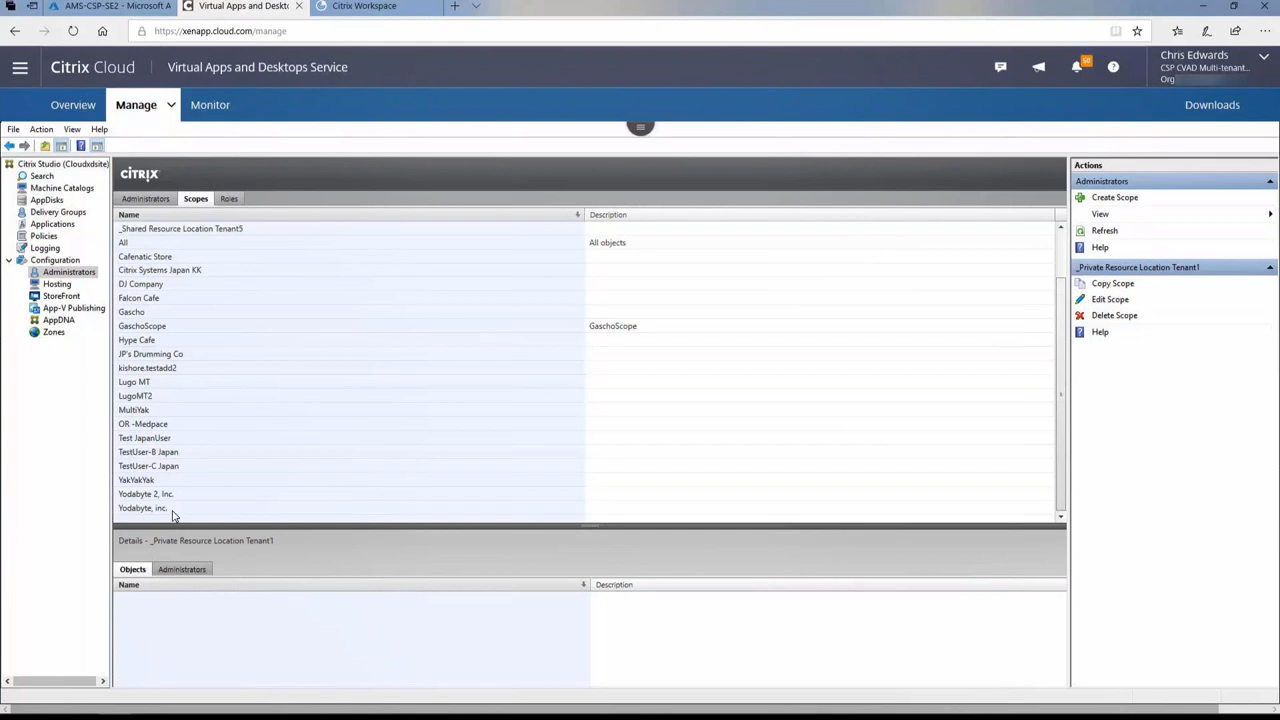 AMS-CSP-SE2 - Microsoft A
Virtual Apps and Deskto
Citrix Workspace
https://xenapp.cloud.com/manage
Citrix Cloud
Virtual Apps and Desktops Service
50
Chris Edwards
CSP CVAD Multi-tenant...
Org
Overview
Manage
Monitor
Downloads
File Action View Help
Citrix Studio (Cloudxdsite)
Search
Machine Catalogs
AppDisks
Delivery Groups
Applications
Policies
Logging
Configuration
Administrators
Hosting
StoreFront
App-V Publishing
AppDNA
Zones
CITRIX
Administrators Scopes Roles
Name Description
_Shared Resource Location Tenant5
All All objects
Cafenatic Store
Citrix Systems Japan KK
DJ Company
Falcon Cafe
Gascho
GaschoScope GaschoScope
Hype Cafe
JP's Drumming Co
kishore.testadd2
Lugo MT
LugoMT2
MultiYak
OR -Medpace
Test JapanUser
TestUser-B Japan
TestUser-C Japan
YakYakYak
Yodabyte 2, Inc.
Yodabyte, inc.
Details - _Private Resource Location Tenant1
Objects Administrators
Name Description
Actions
Administrators
Create Scope
View
Refresh
Help
_Private Resource Location Tenant1
Copy Scope
Edit Scope
Delete Scope
Help